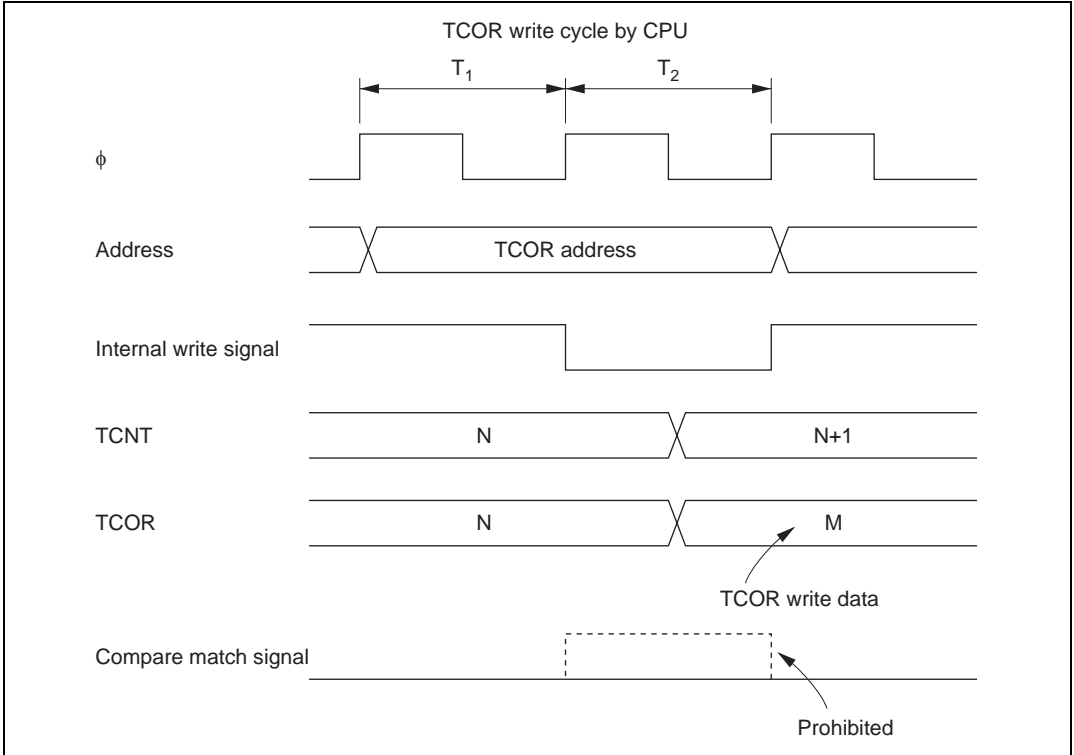 TCOR write cycle by CPU
T1 T2
ϕ
Address TCOR address
Internal write signal
TCNT N N+1
TCOR N M
TCOR write data
Compare match signal
Prohibited